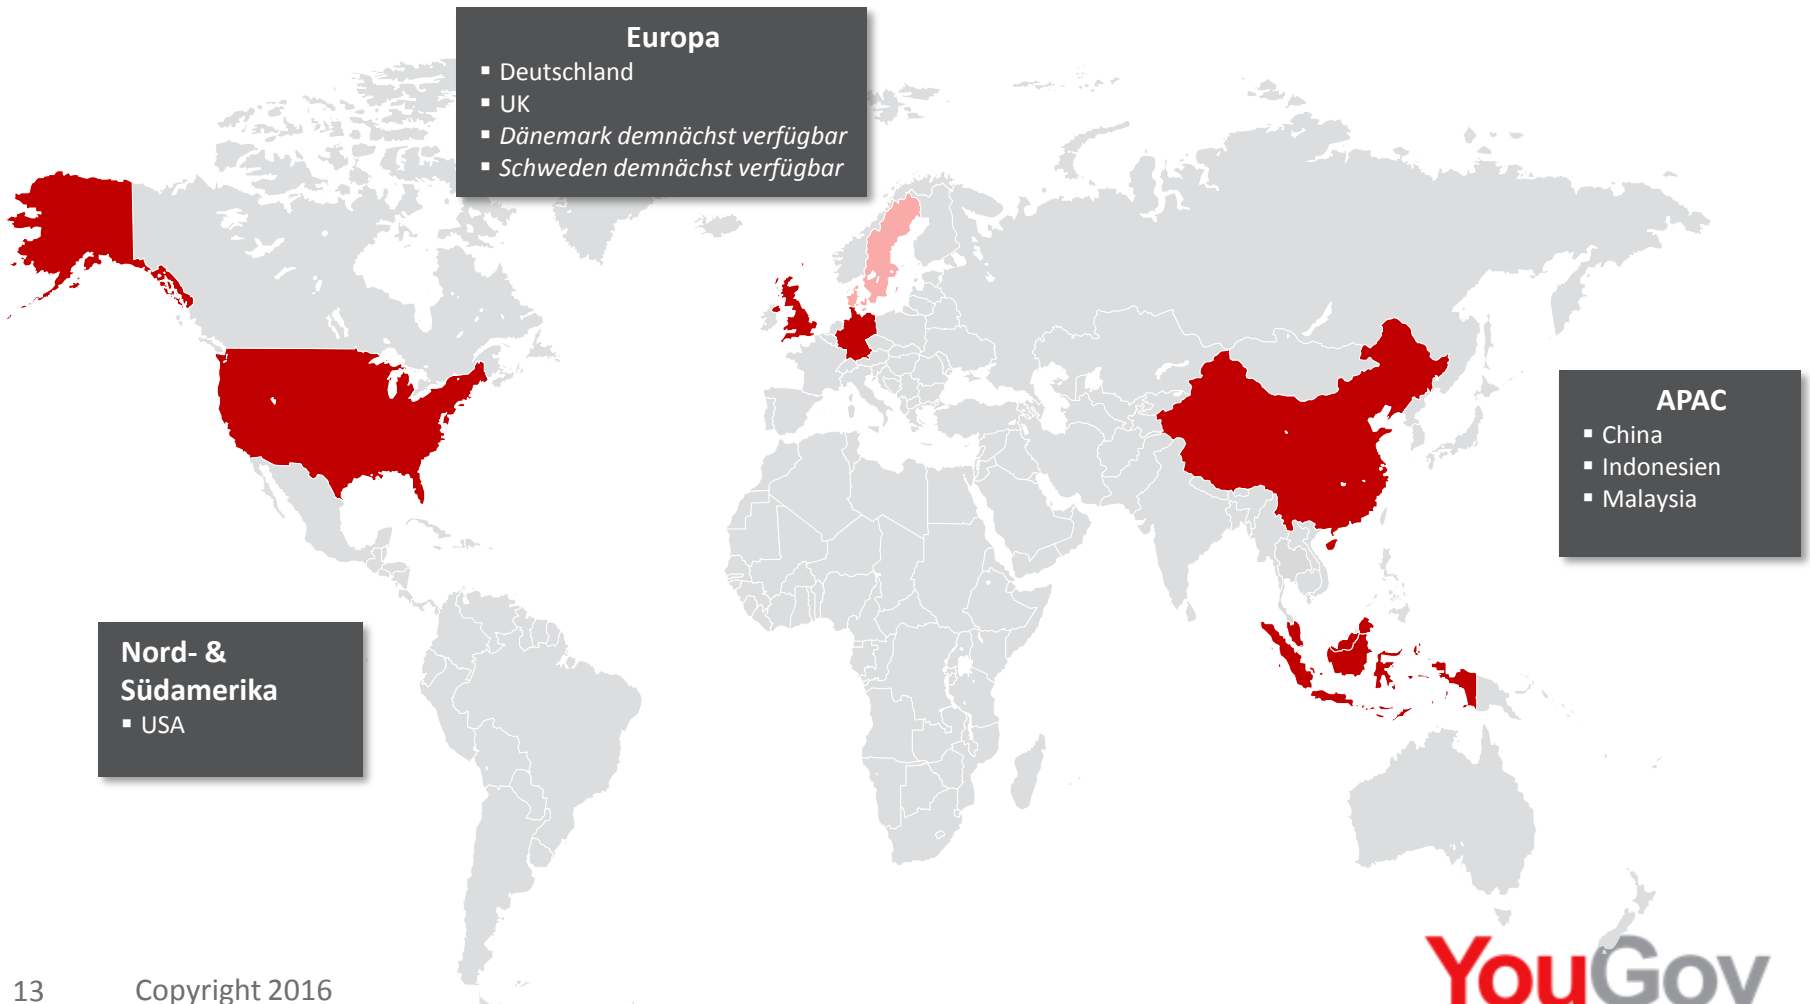 Europa
▪ Deutschland
▪ UK
▪ Dänemark demnächst verfügbar
▪ Schweden demnächst verfügbar
APAC
▪ China
▪ Indonesien
▪ Malaysia
Nord- &
Südamerika
▪ USA
13 Copyright 2016
YouGov